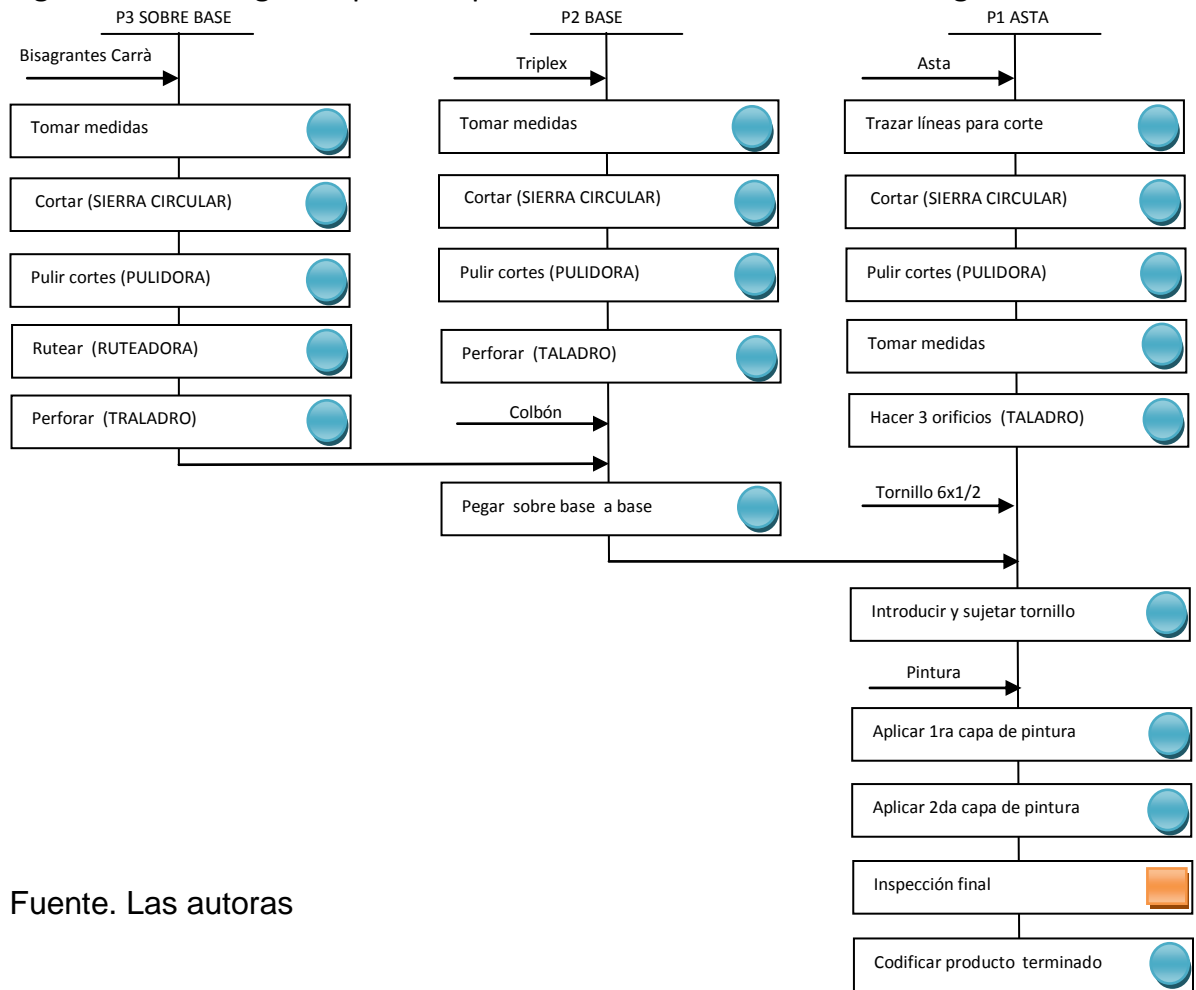 P3 SOBRE BASE
P2 BASE
P1 ASTA
Bisagrantes Carrà
Triplex
Asta
Tomar medidas
Tomar medidas
Trazar líneas para corte
Cortar (SIERRA CIRCULAR)
Cortar (SIERRA CIRCULAR)
Cortar (SIERRA CIRCULAR)
Pulir cortes (PULIDORA)
Pulir cortes (PULIDORA)
Pulir cortes (PULIDORA)
Rutear (RUTEADORA)
Perforar (TALADRO)
Tomar medidas
Perforar (TRALADRO)
Colbón
Hacer 3 orificios (TALADRO)
Pegar sobre base a base
Tornillo 6x1/2
Introducir y sujetar tornillo
Pintura
Aplicar 1ra capa de pintura
Aplicar 2da capa de pintura
Inspección final
Fuente. Las autoras
Codificar producto terminado